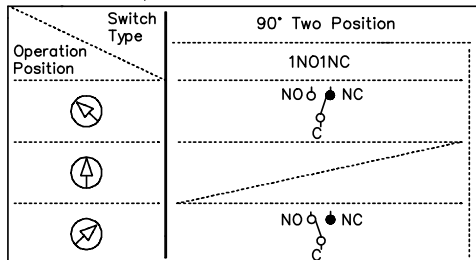 Switch Type
90° Two Position
Operation Position
1NO1NC
NO NC
C
NO NC
C